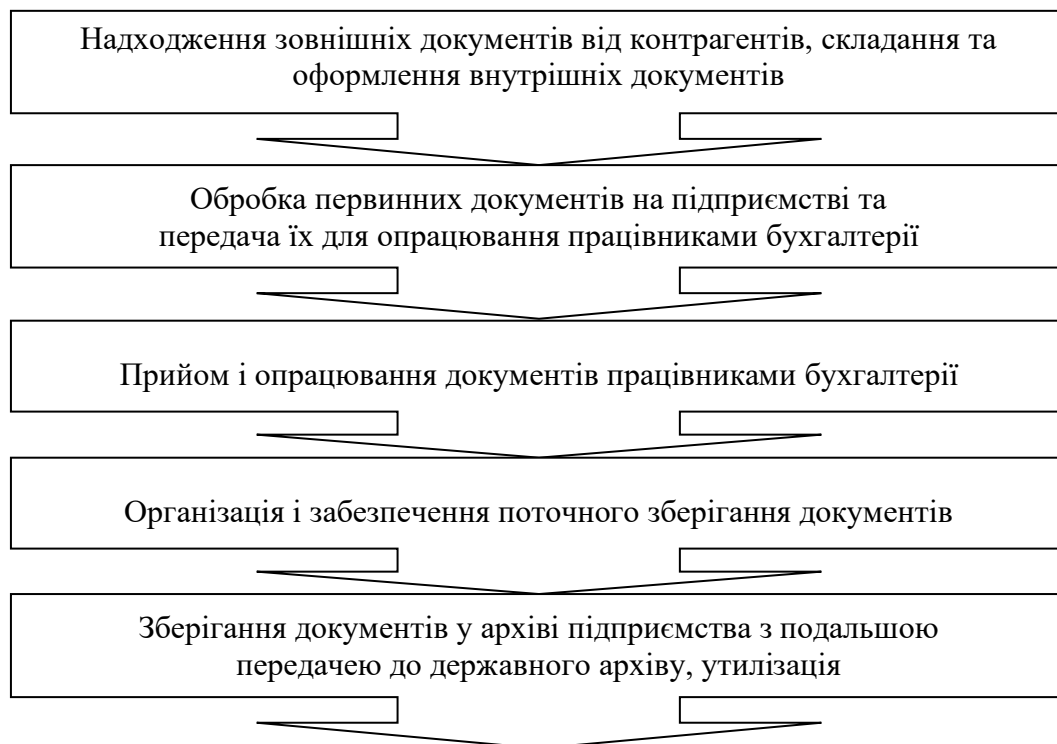 Надходження зовнішніх документів від контрагентів, складання та
оформлення внутрішніх документів
Обробка первинних документів на підприємстві та
передача їх для опрацювання працівниками бухгалтерії
Прийом і опрацювання документів працівниками бухгалтерії
Організація і забезпечення поточного зберігання документів
Зберігання документів у архіві підприємства з подальшою
передачею до державного архіву, утилізація